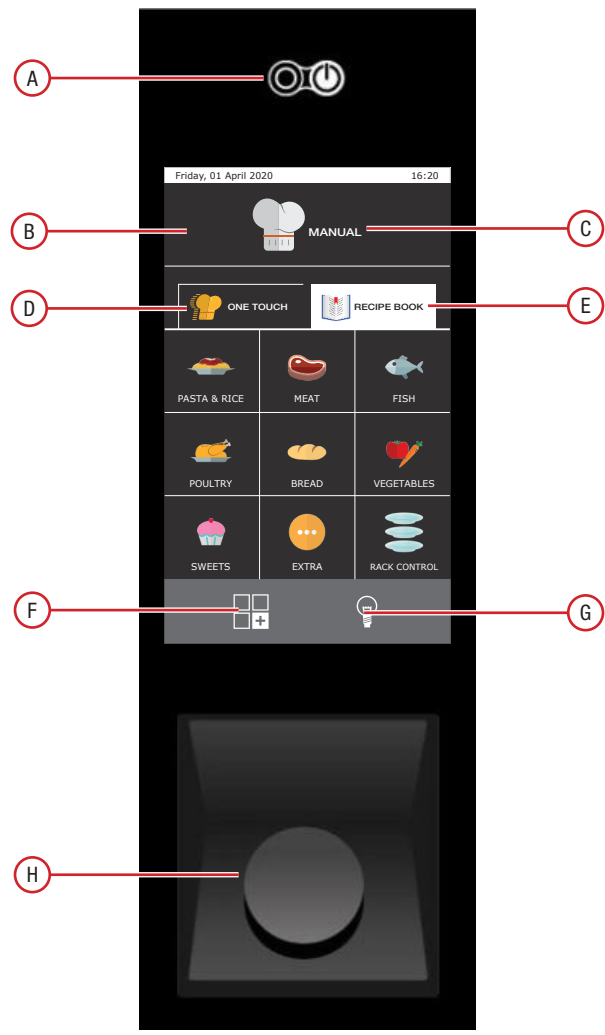 A
Friday, 01 April 2020 16:20
B
MANUAL
C
D
ONE TOUCH
RECIPE BOOK
E
PASTA & RICE MEAT FISH
POULTRY BREAD VEGETABLES
SWEETS EXTRA RACK CONTROL
F
G
H